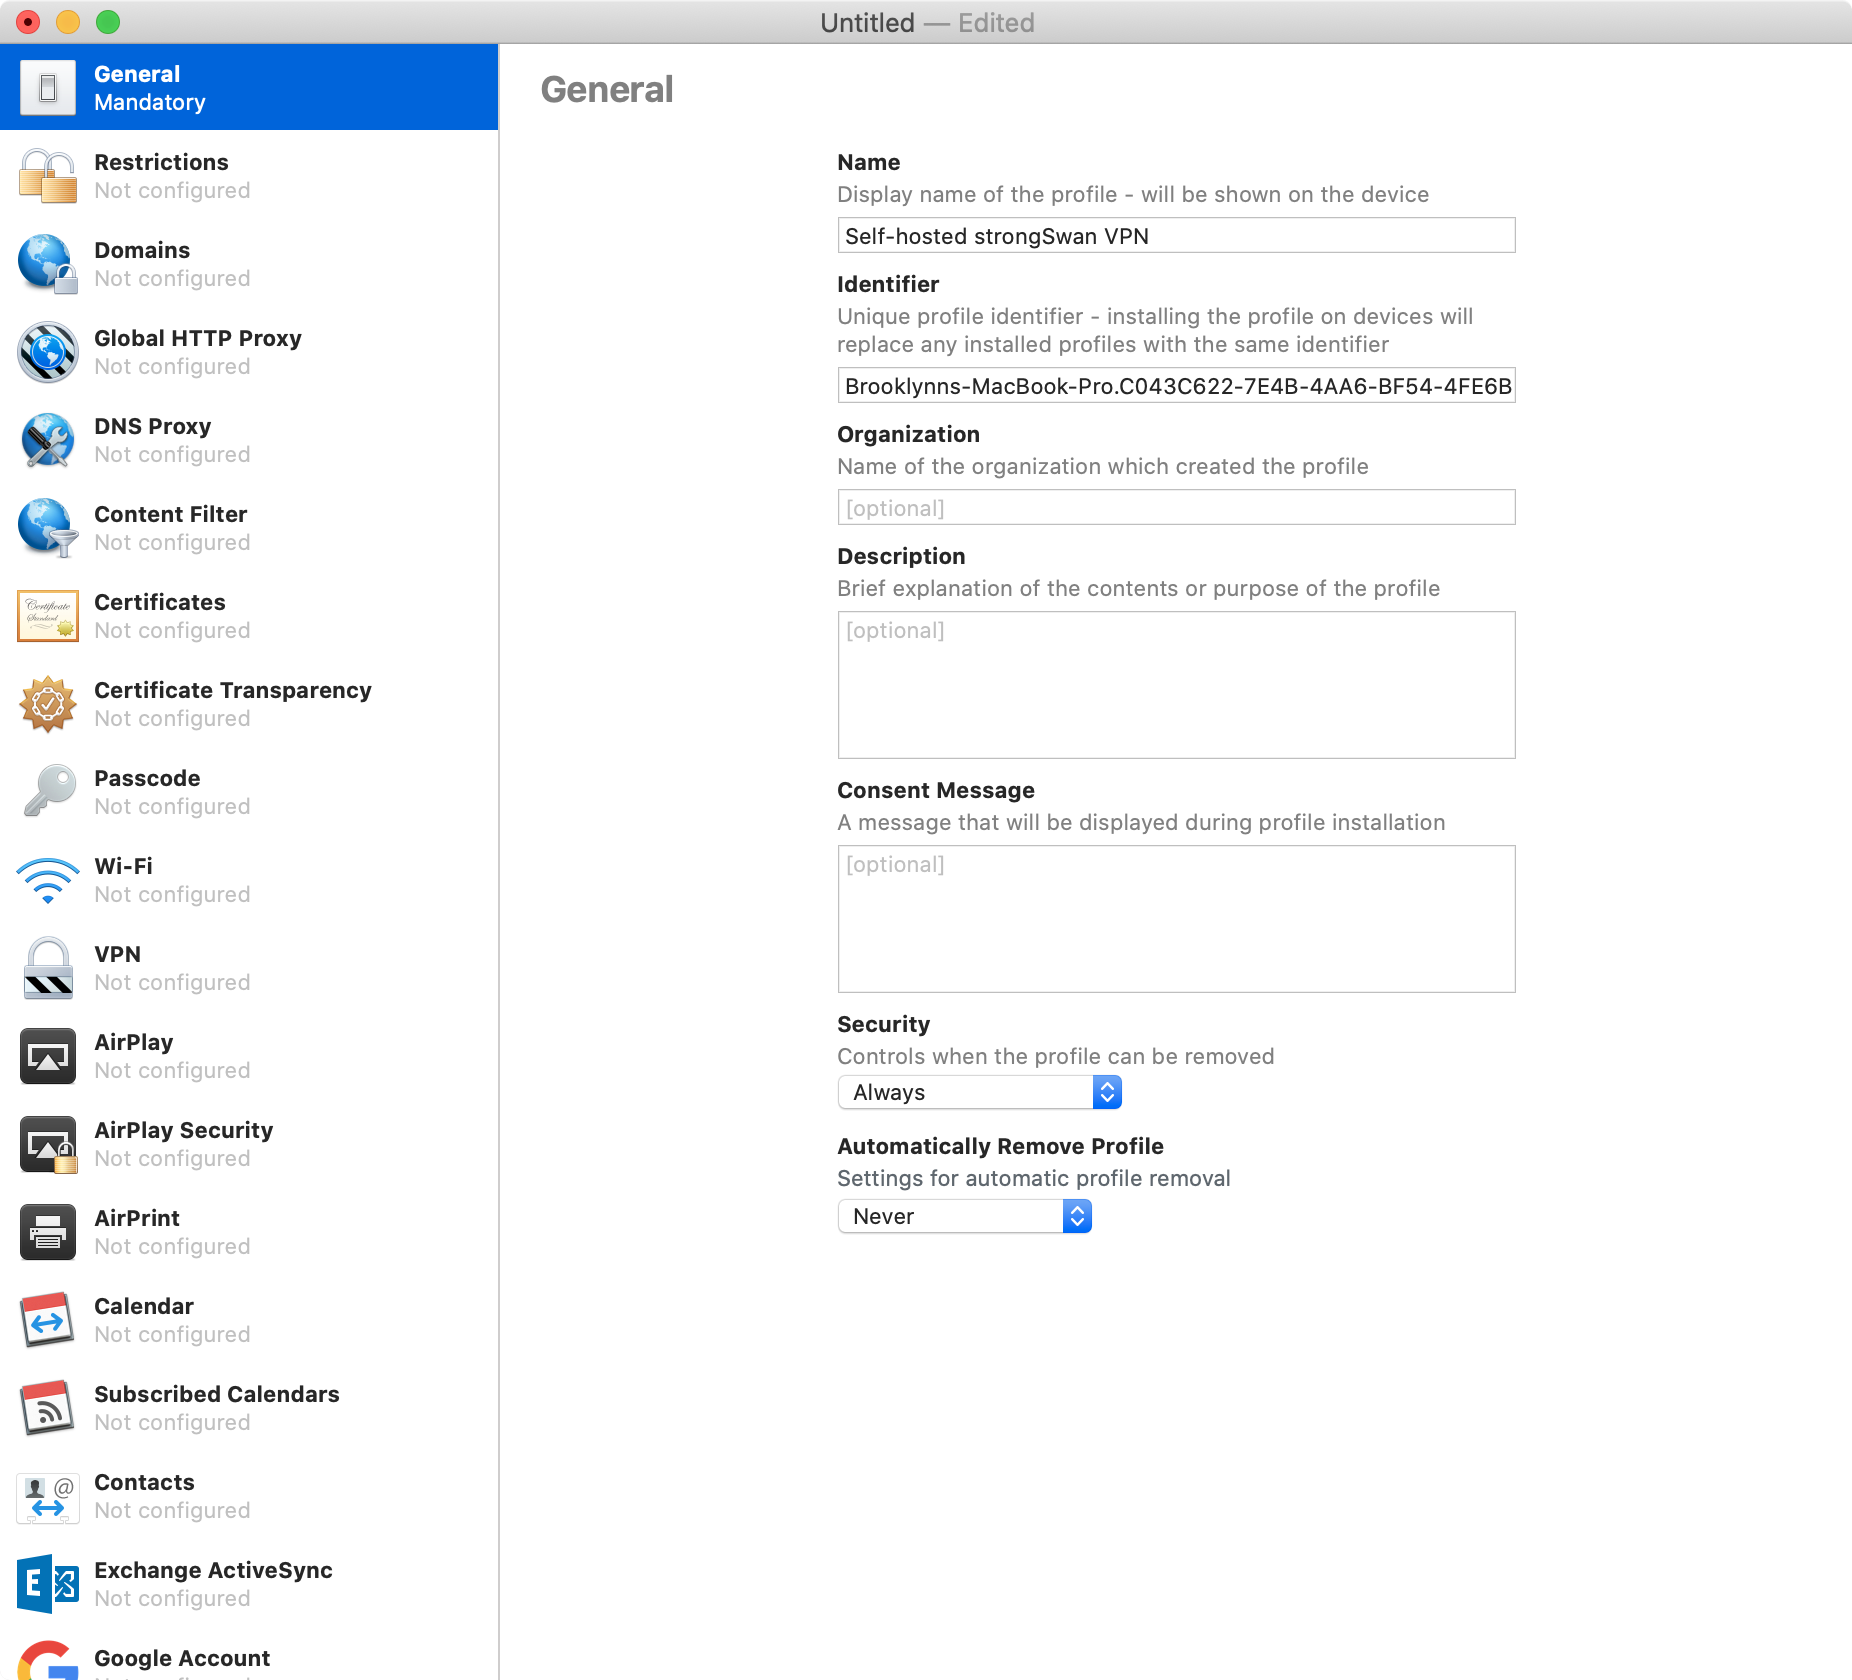 Untitled — Edited
General
Mandatory
Restrictions
Not configured
Domains
Not configured
Global HTTP Proxy
Not configured
DNS Proxy
Not configured
Content Filter
Not configured
Certificates
Not configured
Certificate Transparency
Not configured
Passcode
Not configured
Wi-Fi
Not configured
VPN
Not configured
AirPlay
Not configured
AirPlay Security
Not configured
AirPrint
Not configured
Calendar
Not configured
Subscribed Calendars
Not configured
Contacts
Not configured
Exchange ActiveSync
Not configured
Google Account
General
Name
Display name of the profile - will be shown on the device
Self-hosted strongSwan VPN
Identifier
Unique profile identifier - installing the profile on devices will
replace any installed profiles with the same identifier
Brooklynns-MacBook-Pro.C043C622-7E4B-4AA6-BF54-4FE6B
Organization
Name of the organization which created the profile
[optional]
Description
Brief explanation of the contents or purpose of the profile
[optional]
Consent Message
A message that will be displayed during profile installation
[optional]
Security
Controls when the profile can be removed
Always
Automatically Remove Profile
Settings for automatic profile removal
Never